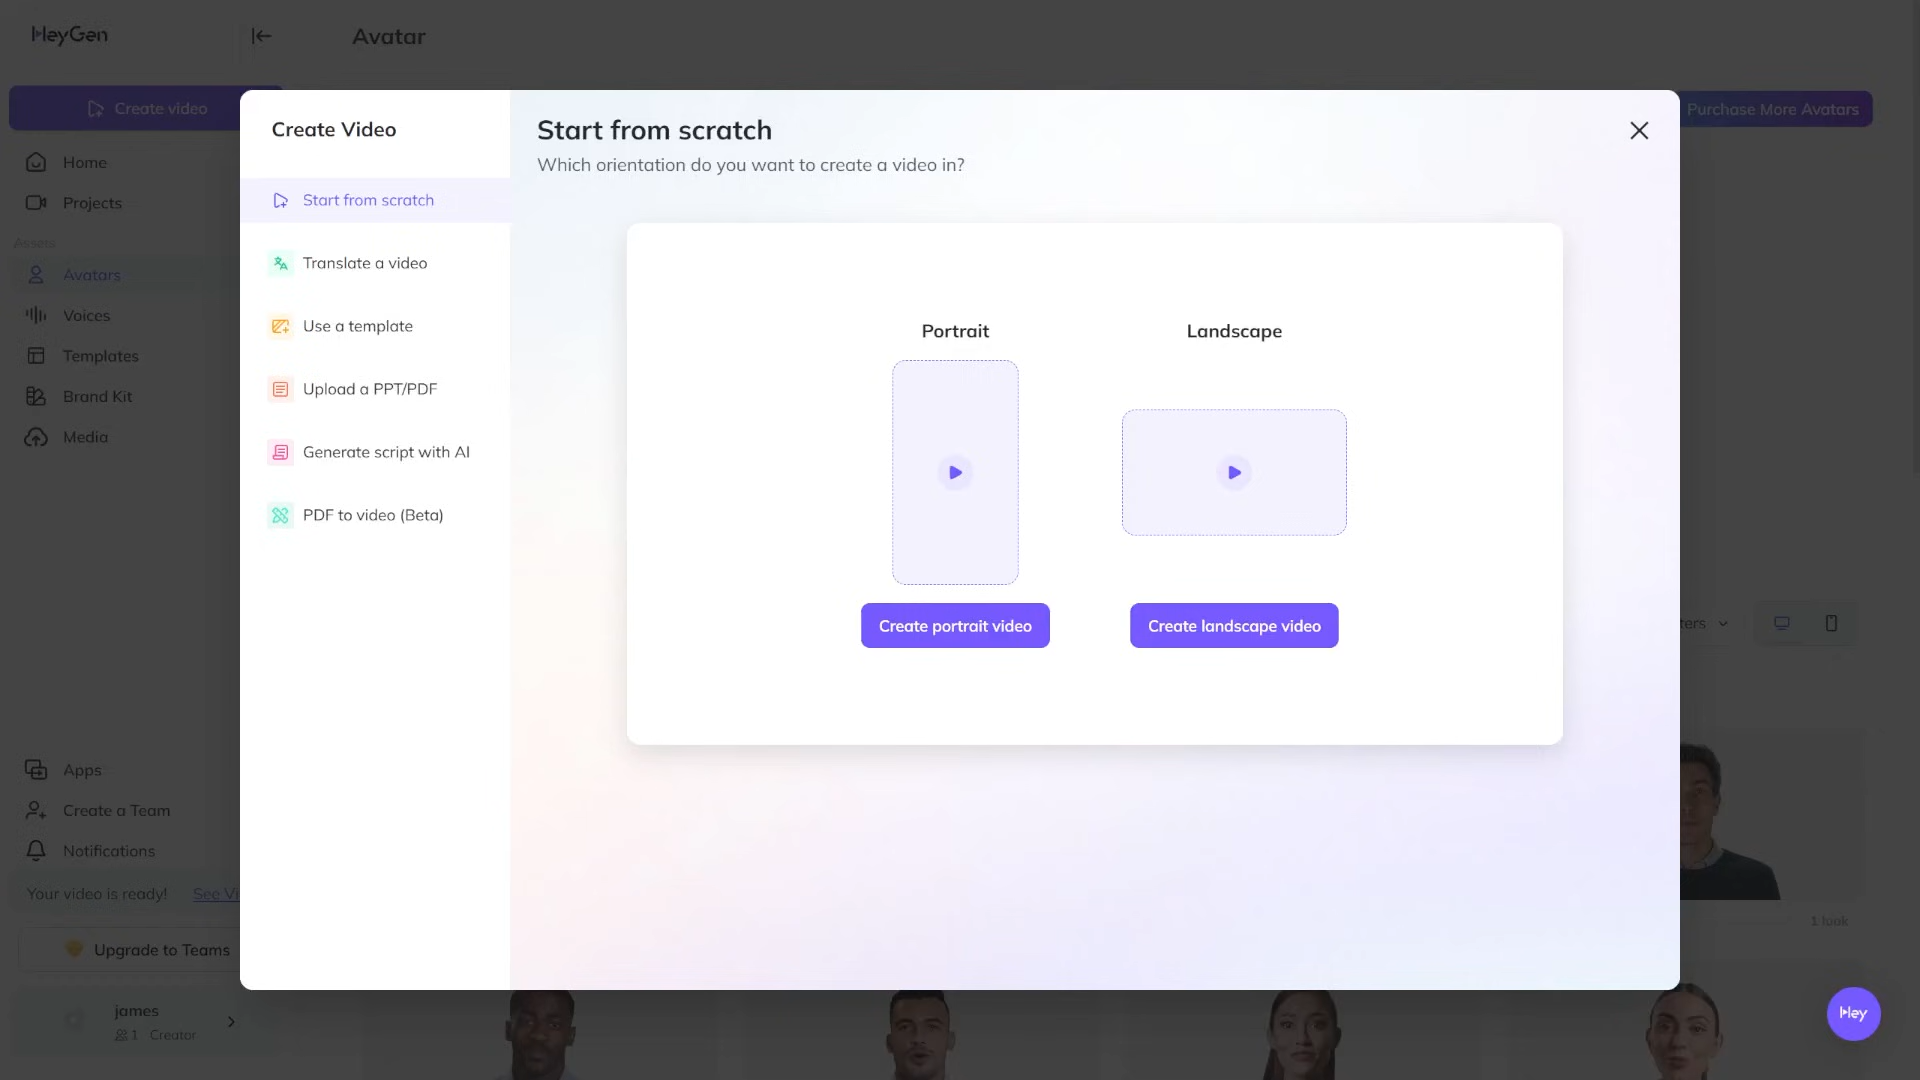 HeyGen
Avatar
Create video
Purchase More Avatars
Home
Projects
Assets
Avatars
Voices
Templates
Brand Kit
Media
Apps
Create a Team
Notifications
Your video is ready! See Vi
Upgrade to Teams
james
1 Creator
Create Video
Start from scratch
Translate a video
Use a template
Upload a PPT/PDF
Generate script with AI
PDF to video (Beta)
Start from scratch
Which orientation do you want to create a video in?
Portrait
Landscape
Create portrait video
Create landscape video
ters
1 look
Hey